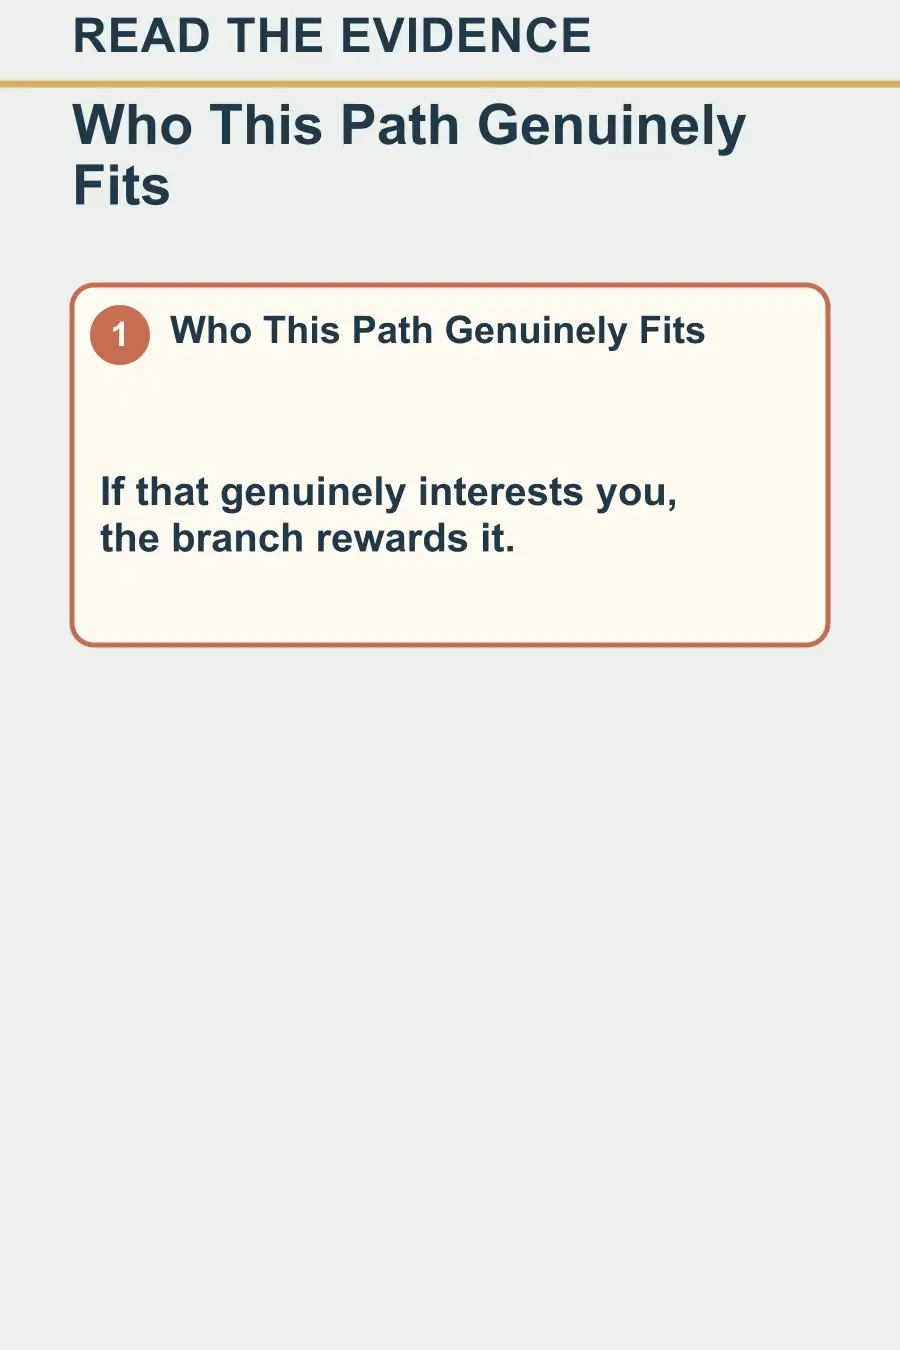 READ THE EVIDENCE
Who This Path Genuinely
Fits
1 Who This Path Genuinely Fits
If that genuinely interests you,
the branch rewards it.